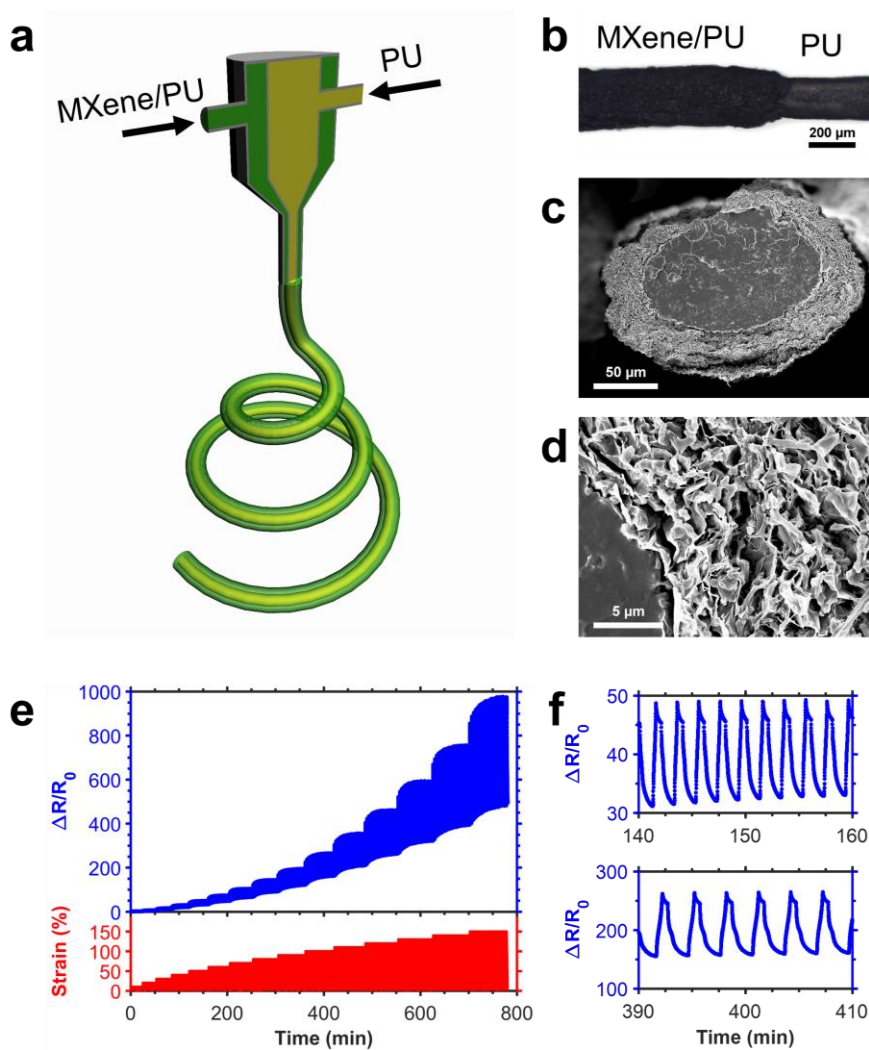 a
MXene/PU
PU
b
MXene/PU
PU
200 µm
c
50 µm
d
5 µm
e
1000
800
600
400
200
0
ΔR/R₀
150
100
50
0
Strain (%)
0
200
400
600
800
Time (min)
f
50
40
30
ΔR/R₀
140
150
160
300
200
100
ΔR/R₀
390
400
410
Time (min)